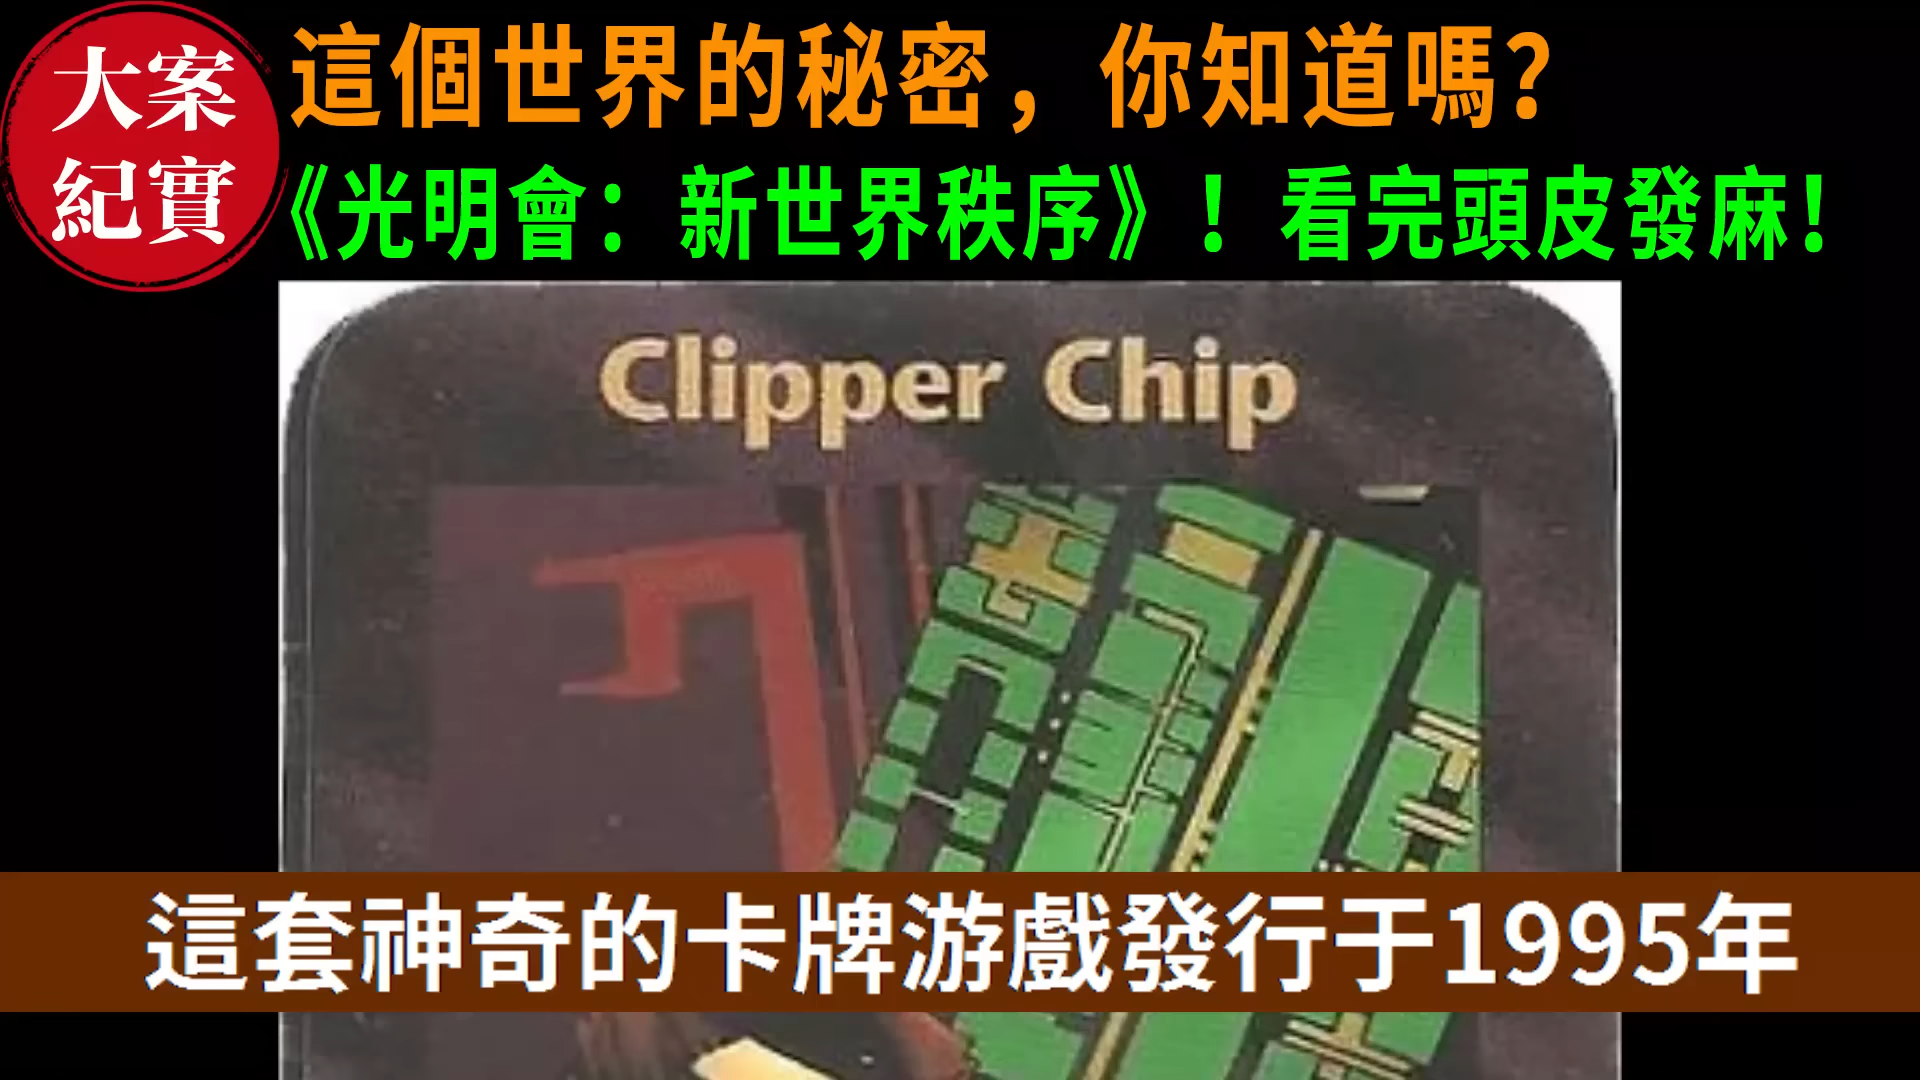 大案
紀實
這個世界的秘密，你知道嗎？
《光明會：新世界秩序》！看完頭皮發麻！
Clipper Chip
這套神奇的卡牌游戲發行于1995年